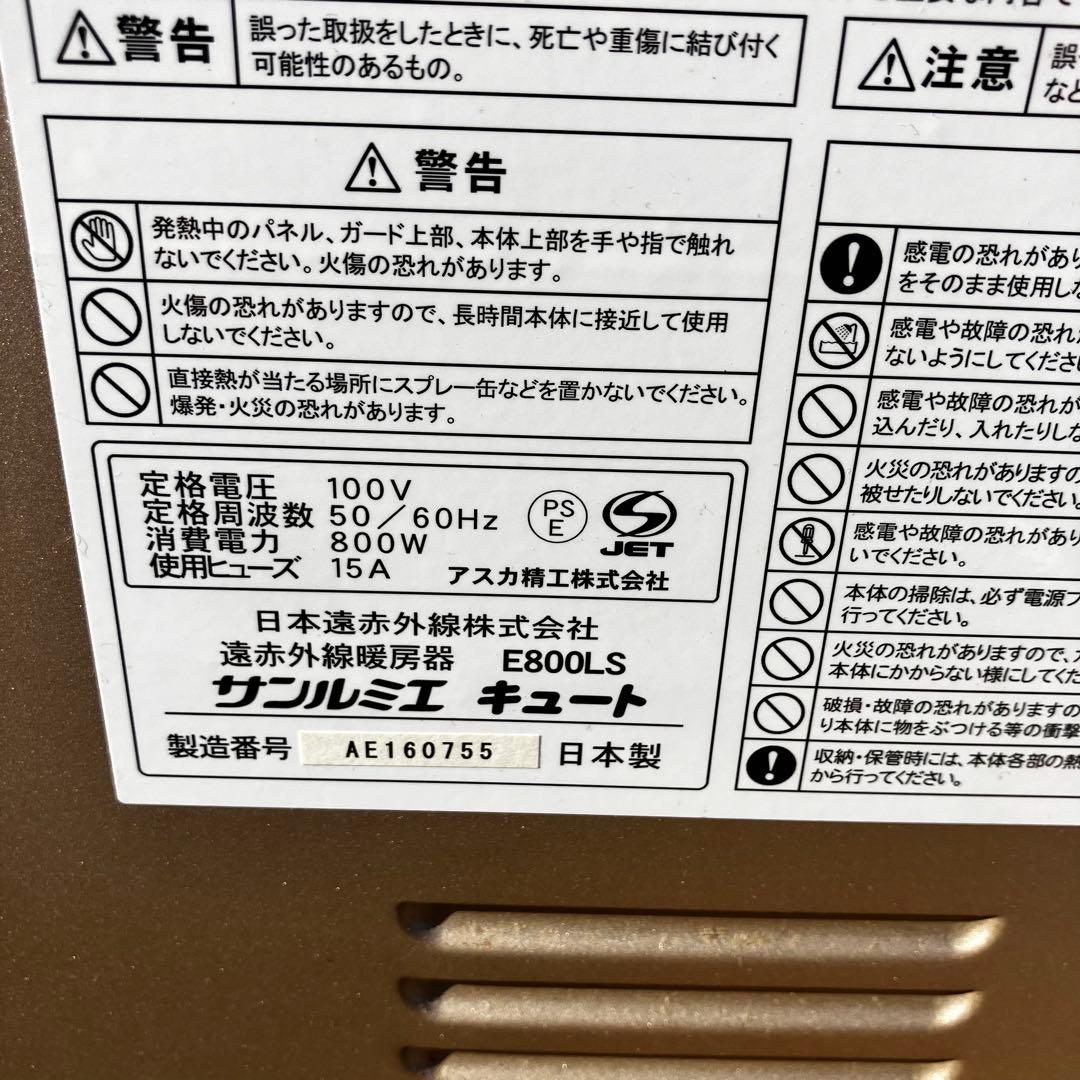 警告
誤った取扱をしたときに、死亡や重傷に結び付く
可能性のあるもの。
注意
誤
など
警告
発熱中のパネル、ガード上部、本体上部を手や指で触れ
ないでください。火傷の恐れがあります。
火傷の恐れがありますので、長時間本体に接近して使用
しないでください。
直接熱が当たる場所にスプレー缶などを置かないでください。
爆発・火災の恐れがあります。
定格電圧 100V
定格周波数 50/60Hz
消費電力 800W
使用ヒューズ 15A
PS
E
JET
アスカ精工株式会社
日本遠赤外線株式会社
遠赤外線暖房器 E800LS
サンルミエ キュート
製造番号 AE160755 日本製
感電の恐れがあり
をそのまま使用しな
感電や故障の恐れ
ないようにしてくださ
感電や故障の恐れが
込んだり、入れたりしな
火災の恐れがありますの
被せたりしないでください。
感電や故障の恐れがあり
いでください。
本体の掃除は、必ず電源プ
行ってください。
火災の恐れがありますので、
本体にかからない様にしてくだ
破損・故障の恐れがありますの
り本体に物をぶつける等の衝撃
収納・保管時には、本体各部の熱
から行ってください。